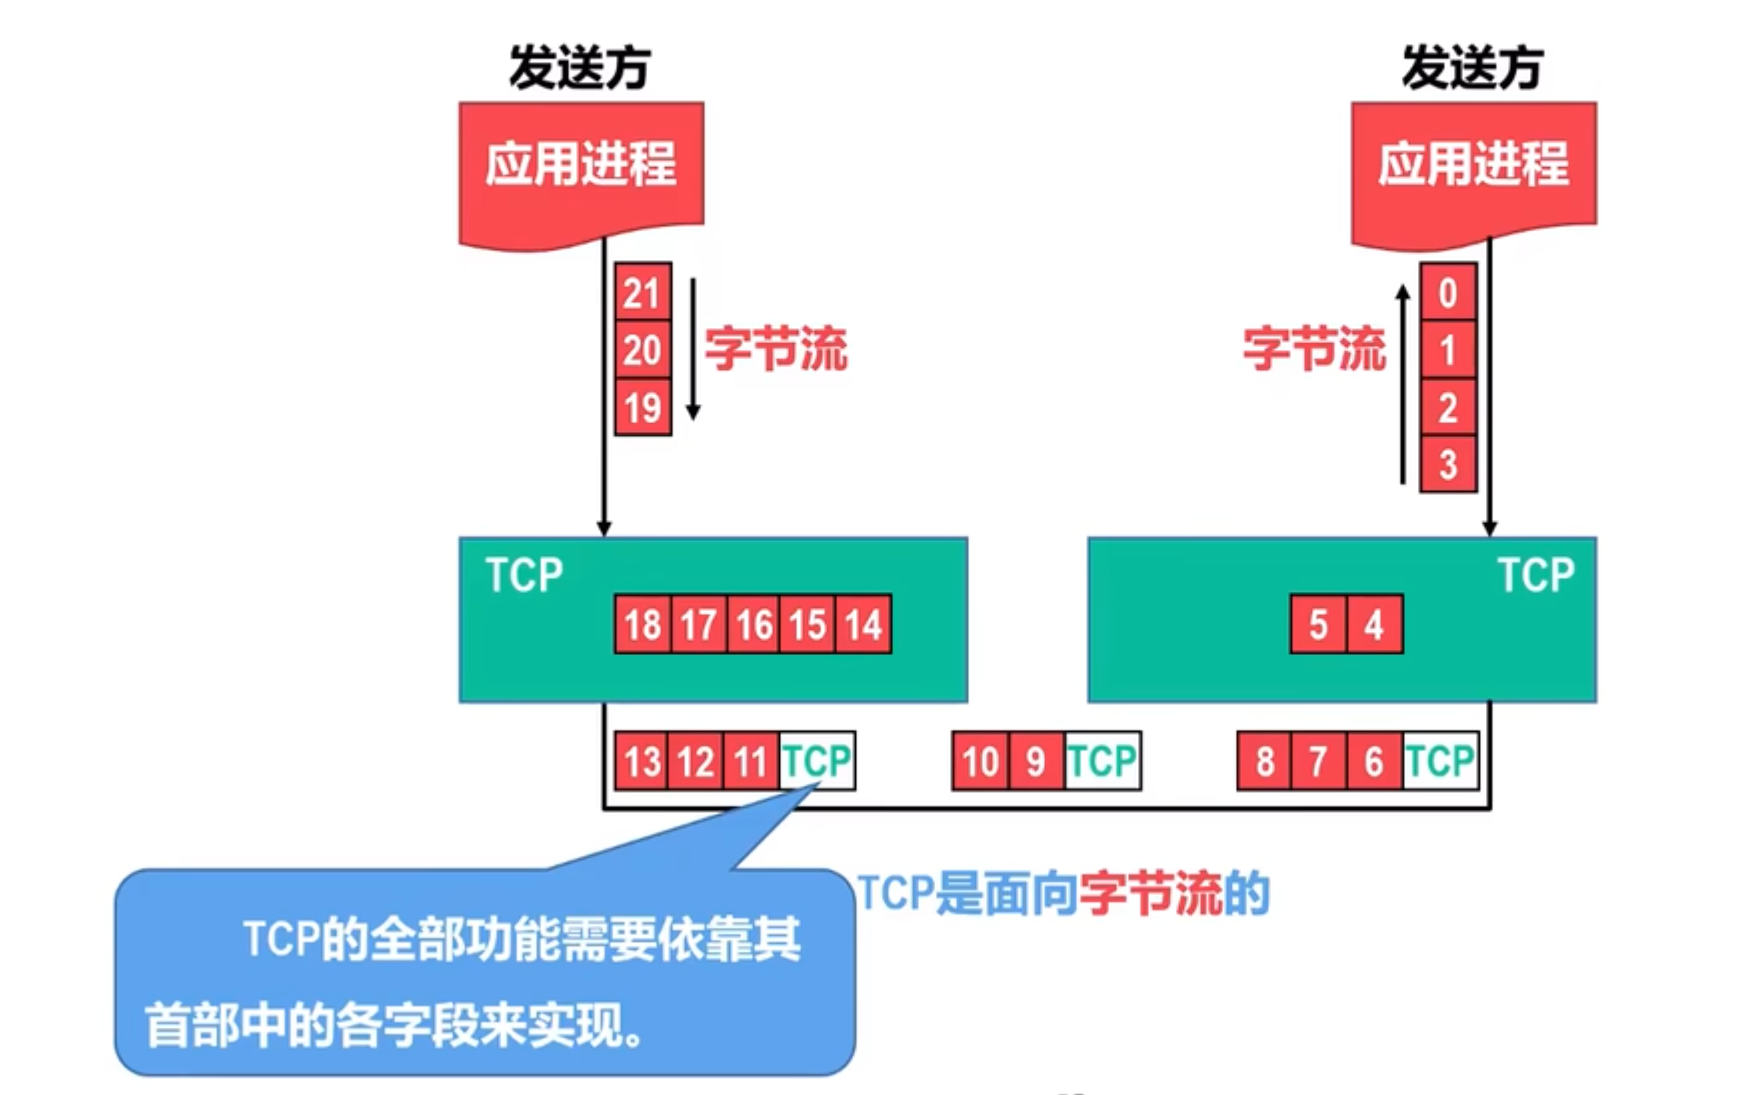 发送方
发送方
应用进程
应用进程
21
20
19
字节流
字节流
0
1
2
3
TCP
18 17 16 15 14
TCP
5 4
13 12 11 TCP
10 9 TCP
8 7 6 TCP
TCP是面向字节流的
TCP的全部功能需要依靠其
首部中的各字段来实现。